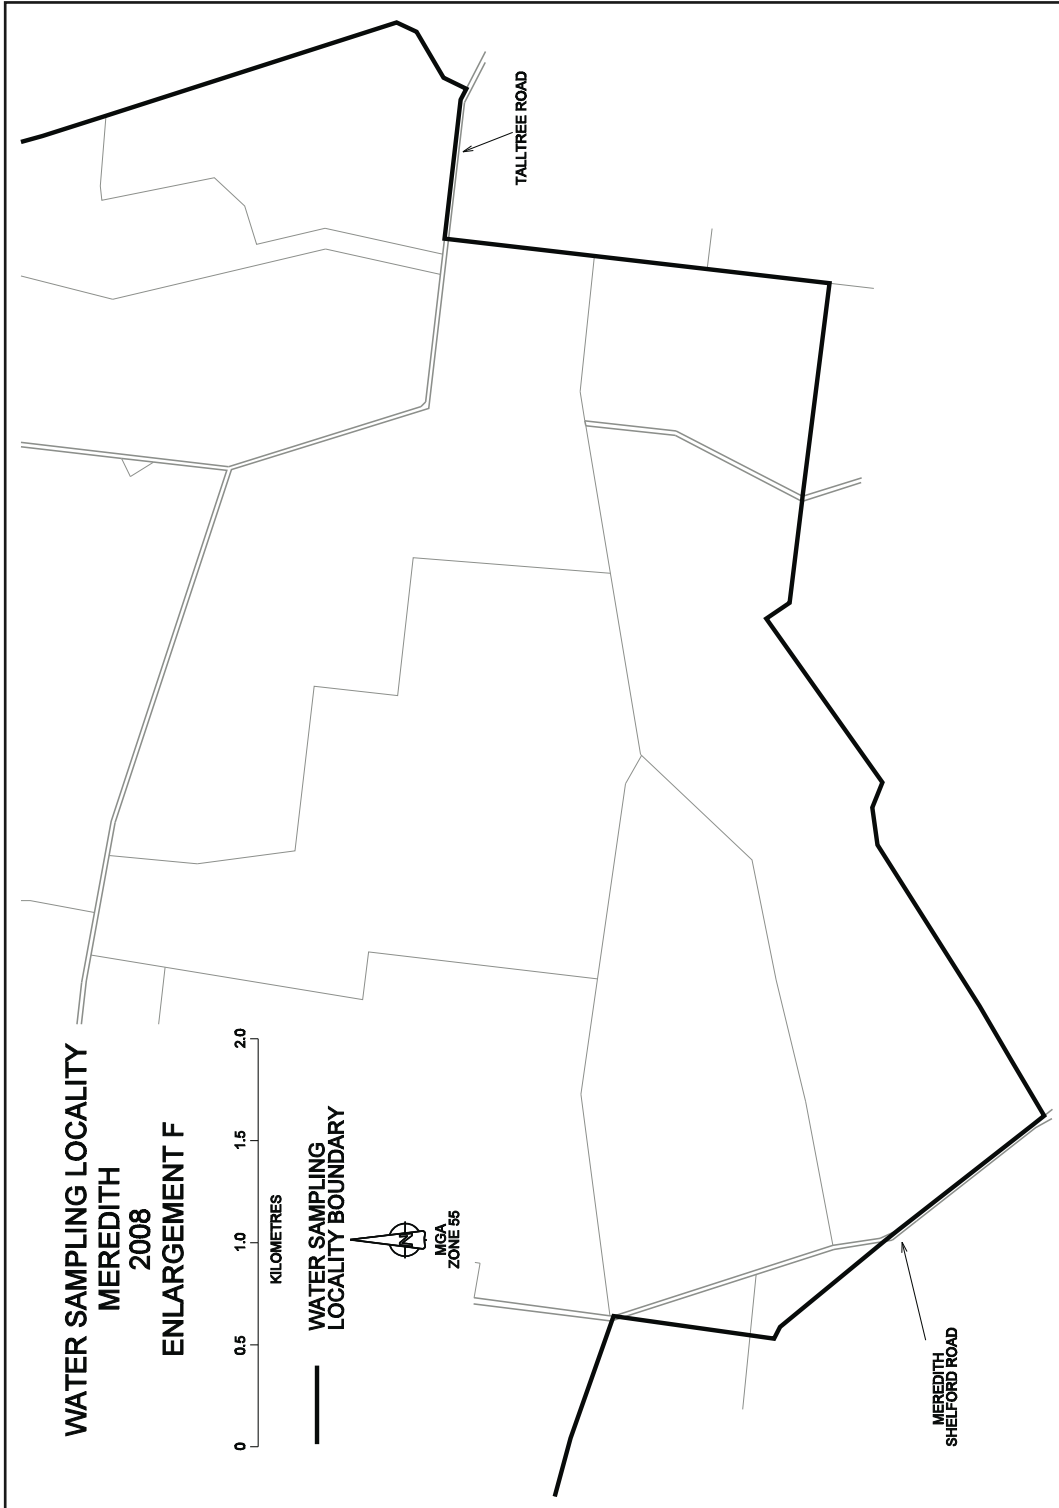 WATER SAMPLING LOCALITY
MEREDITH
2008
ENLARGEMENT F
0 0.5 1.0 1.5 2.0
KILOMETRES
WATER SAMPLING
LOCALITY BOUNDARY
N
MGA
ZONE 55
TALLTREE ROAD
MEREDITH
SHELFORD ROAD